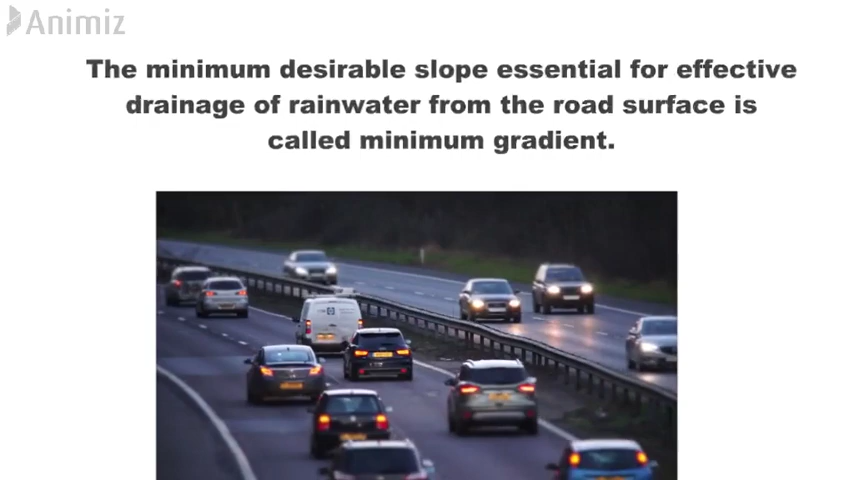 Animiz
The minimum desirable slope essential for effective
drainage of rainwater from the road surface is
called minimum gradient.